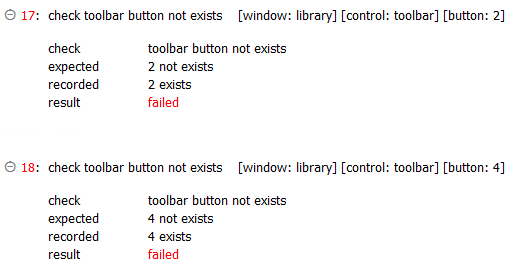 17: check toolbar button not exists [window: library] [control: toolbar] [button: 2]
check toolbar button not exists
expected 2 not exists
recorded 2 exists
result failed
18: check toolbar button not exists [window: library] [control: toolbar] [button: 4]
check toolbar button not exists
expected 4 not exists
recorded 4 exists
result failed